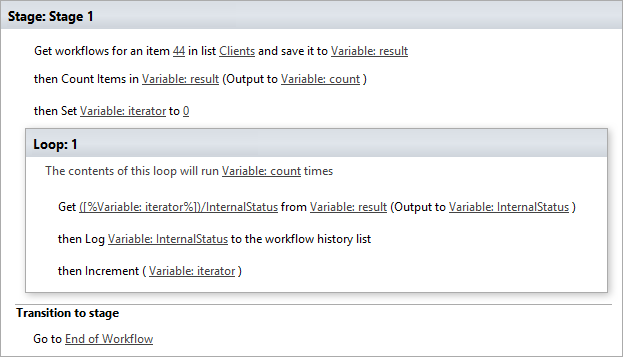 Stage: Stage 1
Get workflows for an item 44 in list Clients and save it to Variable: result
then Count Items in Variable: result (Output to Variable: count )
then Set Variable: iterator to 0
Loop: 1
The contents of this loop will run Variable: count times
Get ([%Variable: iterator%])/InternalStatus from Variable: result (Output to Variable: InternalStatus )
then Log Variable: InternalStatus to the workflow history list
then Increment ( Variable: iterator )
Transition to stage
Go to End of Workflow